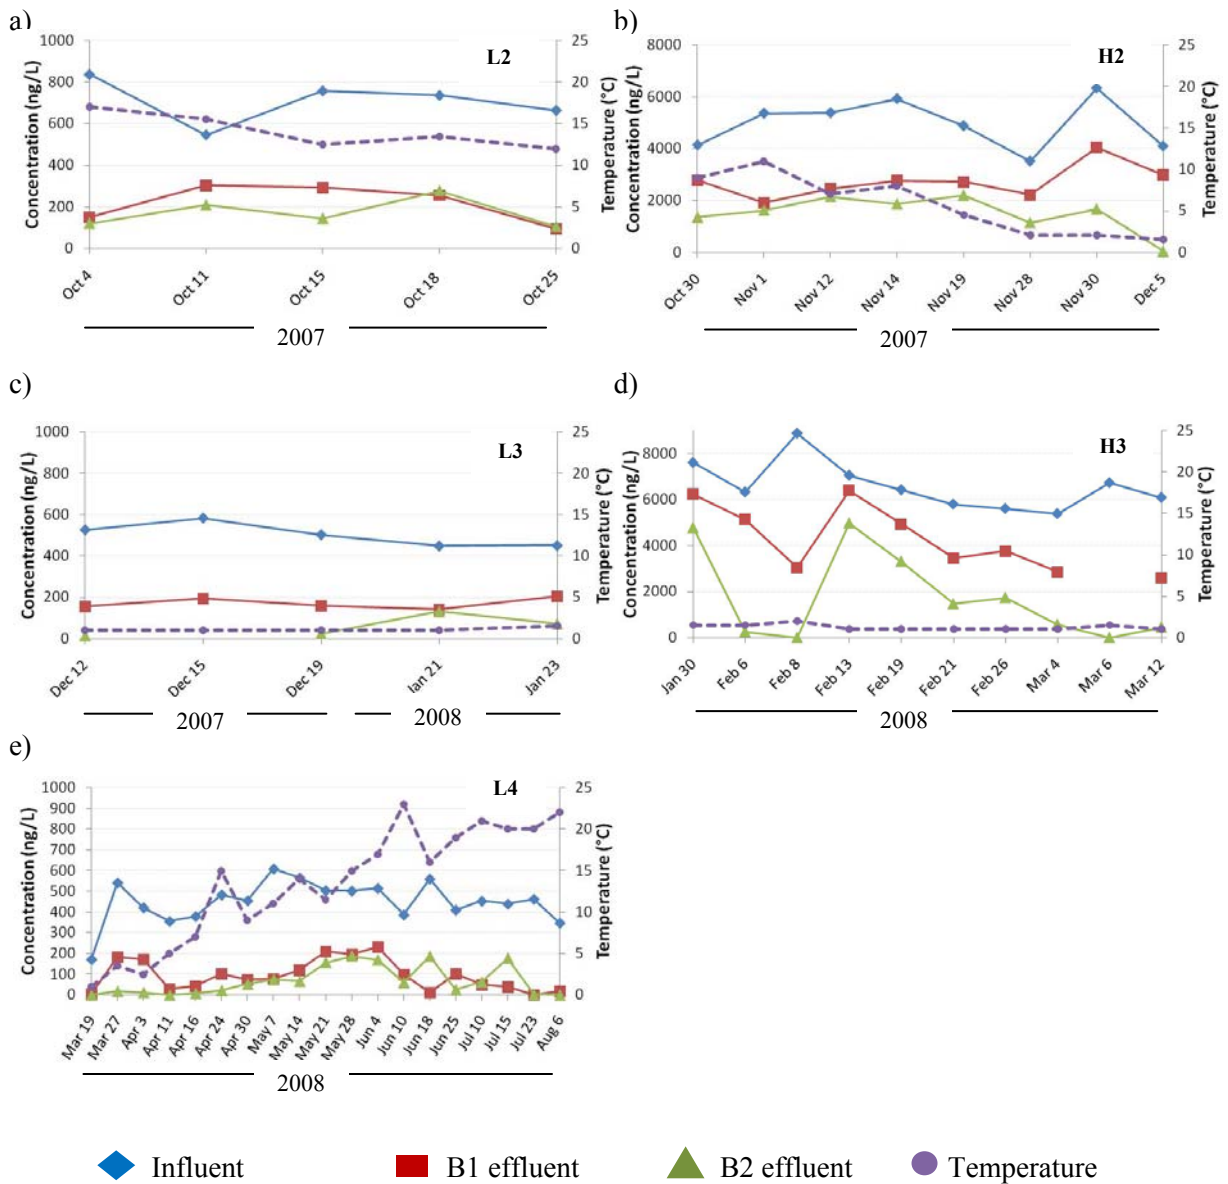 a)
L2
Concentration (ng/L)
1000
800
600
400
200
0
25
20
15
10
5
0
Temperature (°C)
Oct 4
Oct 11
Oct 15
Oct 18
Oct 25
2007
b)
H2
Concentration (ng/L)
8000
6000
4000
2000
0
25
20
15
10
5
0
Temperature (°C)
Oct 30
Nov 1
Nov 12
Nov 14
Nov 19
Nov 28
Nov 30
Dec 5
2007
c)
L3
Concentration (ng/L)
1000
800
600
400
200
0
25
20
15
10
5
0
Temperature (°C)
Dec 12
Dec 15
Dec 19
Jan 21
Jan 23
2007
2008
d)
H3
Concentration (ng/L)
8000
6000
4000
2000
0
25
20
15
10
5
0
Temperature (°C)
Jan 30
Feb 6
Feb 8
Feb 13
Feb 19
Feb 21
Feb 26
Mar 4
Mar 6
Mar 12
2008
e)
L4
Concentration (ng/L)
1000
900
800
700
600
500
400
300
200
100
0
25
20
15
10
5
0
Temperature (°C)
Mar 19
Mar 27
Apr 3
Apr 11
Apr 16
Apr 24
Apr 30
May 7
May 14
May 21
May 28
Jun 4
Jun 10
Jun 18
Jun 25
Jul 10
Jul 15
Jul 23
Aug 6
2008
Influent
B1 effluent
B2 effluent
Temperature